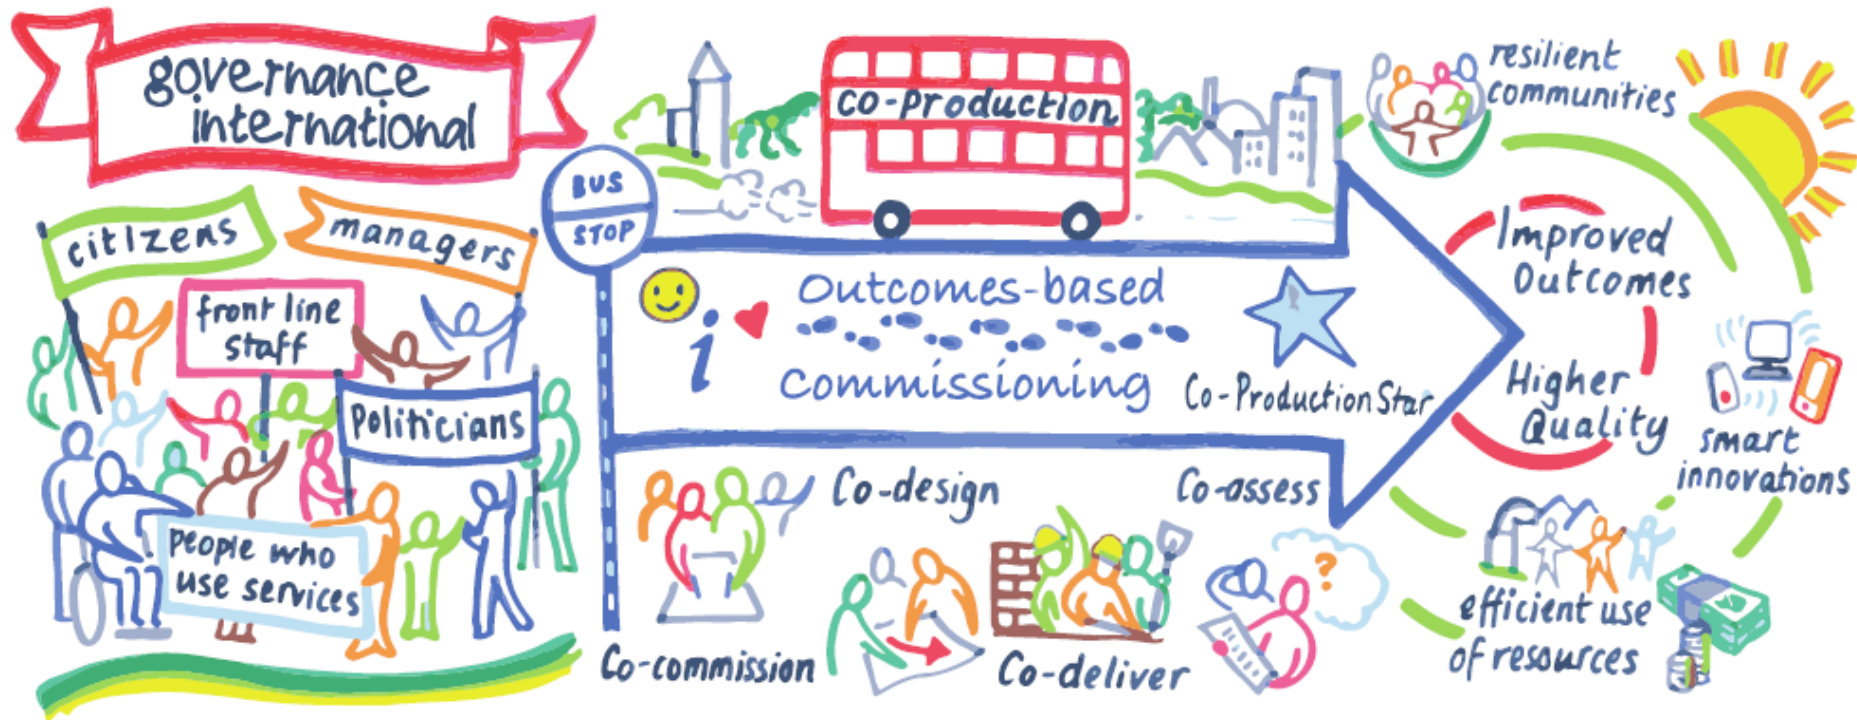 governance
international
citIzens
managers
front line
staff
Politicians
People who
use services
BUS
STOP
co-production
i
Outcomes-based
Commissioning
Co-Production Star
Co-commission
Co-design
Co-deliver
Co-assess
?
resilient
communities
Improved
Outcomes
Higher
Quality
smart
innovations
efficient use
of resources